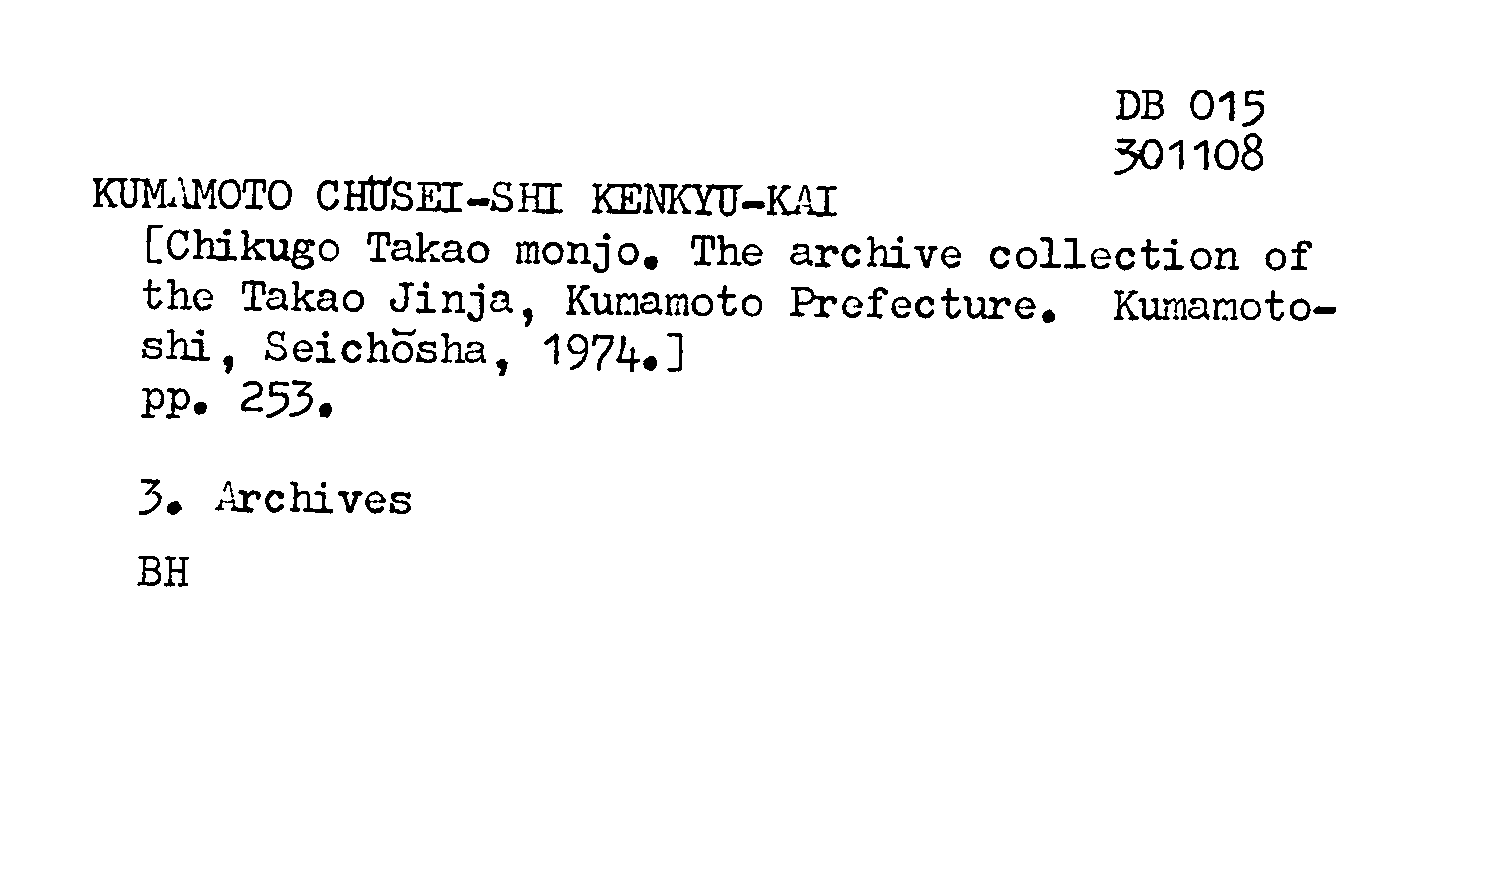 DB 015
301108
KUMAMOTO CHŪSEI-SHI KENKYU-KAI
[Chikugo Takao monjo. The archive collection of
the Takao Jinja, Kumamoto Prefecture. Kumamoto-
shi, Seichōsha, 1974.]
pp. 253.
3. Archives
BH